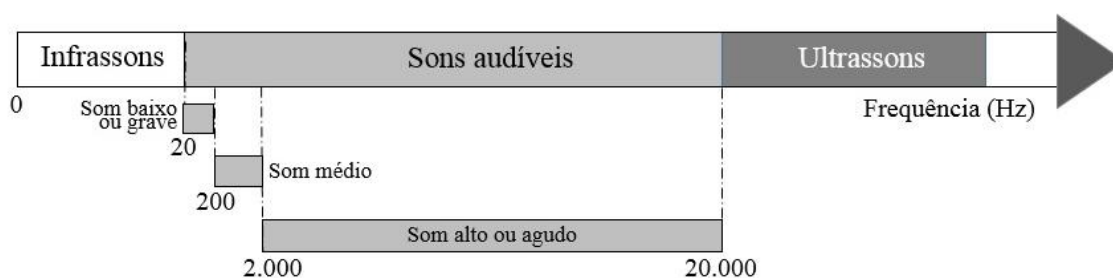 Infrassons
Sons audíveis
Ultrassons
0
Frequência (Hz)
Som baixo
ou grave
20
Som médio
200
Som alto ou agudo
2.000
20.000